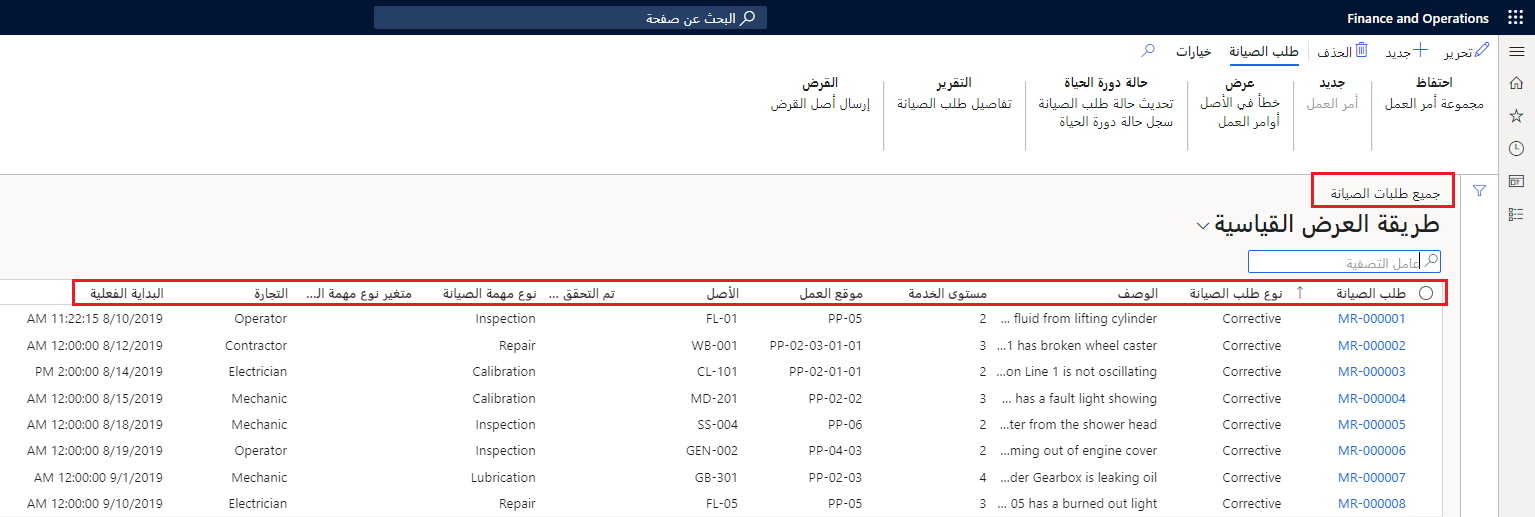 Finance and Operations
البحث عن صفحة
تحرير جديد الحذف طلب الصيانة خيارات
احتفاظ جديد عرض حالة دورة الحياة التقرير القرض
مجموعة أمر العمل أمر العمل خطأ في الأصل تحديث حالة طلب الصيانة تفاصيل طلب الصيانة إرسال أصل القرض
أوامر العمل سجل حالة دورة الحياة
جميع طلبات الصيانة
طريقة العرض القياسية
عامل التصفية
طلب الصيانة نوع طلب الصيانة الوصف مستوى الخدمة موقع العمل الأصل تم التحقق ... نوع مهمة الصيانة متغير نوع مهمة الـ... التجارة البداية الفعلية
MR-000001 Corrective ... fluid from lifting cylinder 2 PP-05 FL-01 Inspection Operator 8/10/2019 11:22:15 AM
MR-000002 Corrective ...1 has broken wheel caster 3 PP-02-03-01-01 WB-001 Repair Contractor 8/12/2019 12:00:00 AM
MR-000003 Corrective ...on Line 1 is not oscillating 2 PP-02-01-01 CL-101 Calibration Electrician 8/14/2019 2:00:00 PM
MR-000004 Corrective ... has a fault light showing 3 PP-02-02 MD-201 Calibration Mechanic 8/15/2019 12:00:00 AM
MR-000005 Corrective ...ter from the shower head 2 PP-06 SS-004 Inspection Mechanic 8/18/2019 12:00:00 AM
MR-000006 Corrective ...ming out of engine cover 2 PP-04-03 GEN-002 Inspection Operator 8/19/2019 12:00:00 AM
MR-000007 Corrective ...der Gearbox is leaking oil 4 PP-02-03 GB-301 Lubrication Mechanic 9/1/2019 12:00:00 AM
MR-000008 Corrective ... 05 has a burned out light 3 PP-05 FL-05 Repair Electrician 9/10/2019 12:00:00 AM